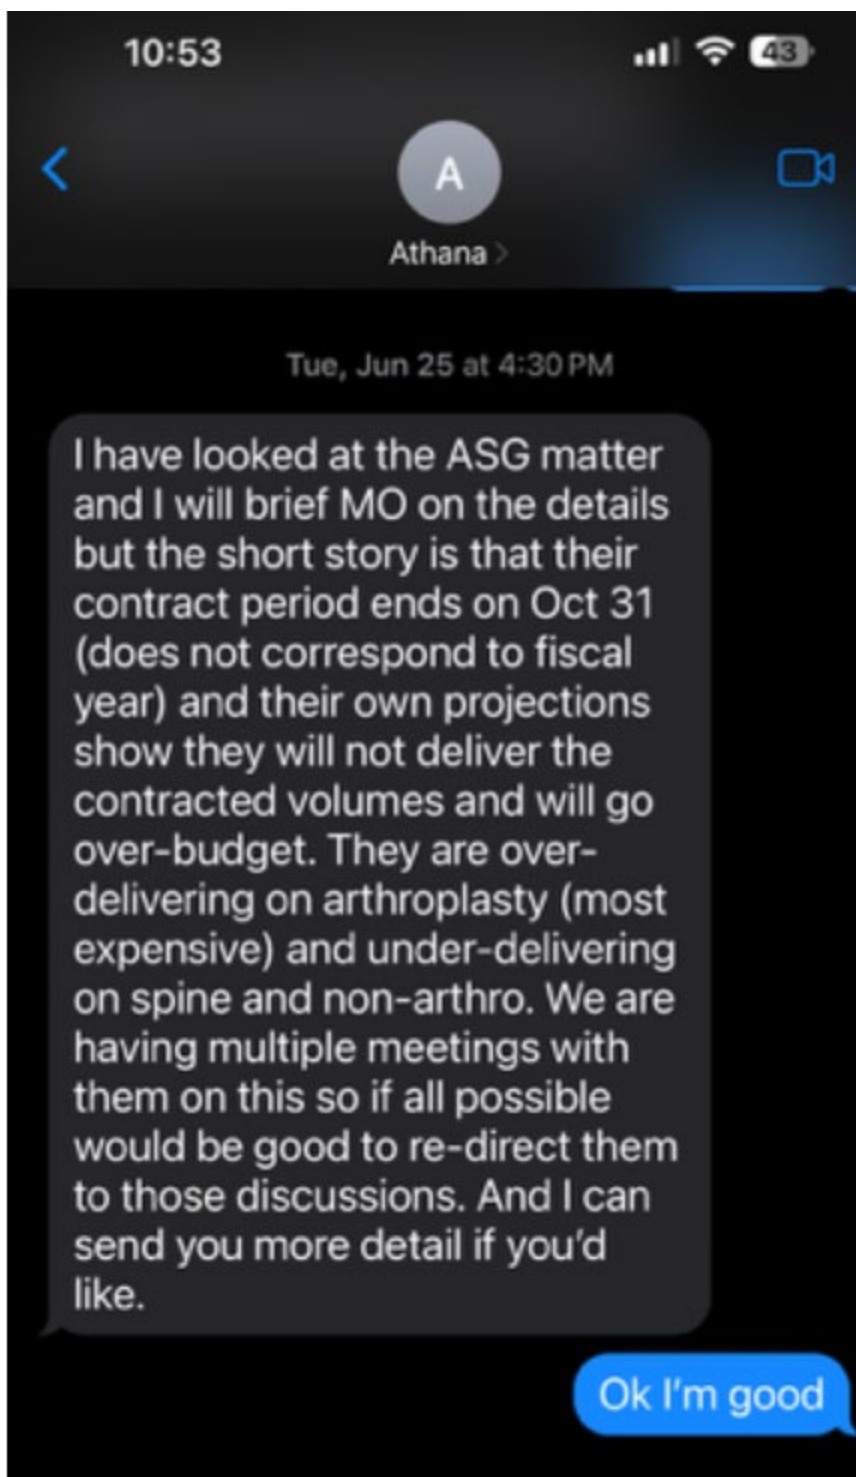 10:53
43
A
Athana
Tue, Jun 25 at 4:30 PM
I have looked at the ASG matter
and I will brief MO on the details
but the short story is that their
contract period ends on Oct 31
(does not correspond to fiscal
year) and their own projections
show they will not deliver the
contracted volumes and will go
over-budget. They are over-
delivering on arthroplasty (most
expensive) and under-delivering
on spine and non-arthro. We are
having multiple meetings with
them on this so if all possible
would be good to re-direct them
to those discussions. And I can
send you more detail if you’d
like.
Ok I’m good